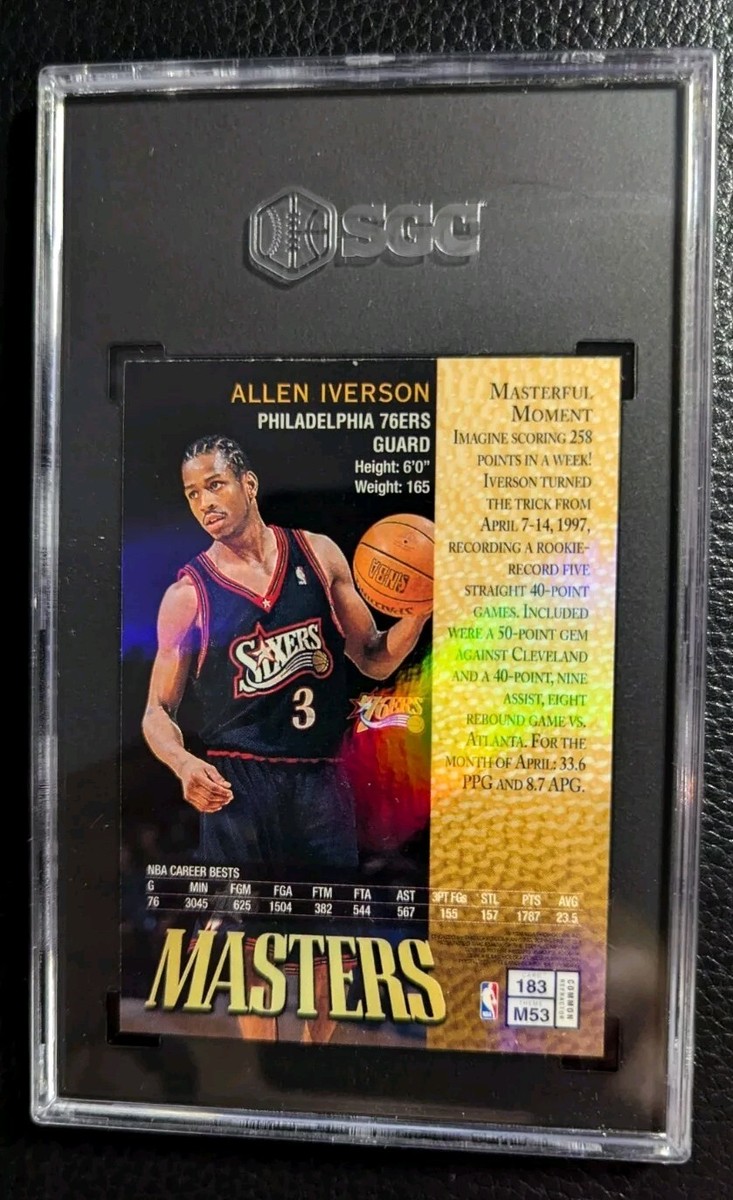 SGC
ALLEN IVERSON
PHILADELPHIA 76ERS
GUARD
Height: 6'0"
Weight: 165
MASTERFUL
MOMENT
IMAGINE SCORING 258
POINTS IN A WEEK!
IVERSON TURNED
THE TRICK FROM
APRIL 7-14, 1997,
RECORDING A ROOKIE-
RECORD FIVE
STRAIGHT 40-POINT
GAMES. INCLUDED
WERE A 50-POINT GEM
AGAINST CLEVELAND
AND A 40-POINT, NINE
ASSIST, EIGHT
REBOUND GAME VS.
ATLANTA. FOR THE
MONTH OF APRIL: 33.6
PPG AND 8.7 APG.
SIXERS
3
76ERS
NBA CAREER BESTS
G MIN FGM FGA FTM FTA AST 3PT FGs STL PTS AVG
76 3045 625 1504 382 544 567 155 157 1787 23.5
MASTERS
CARD
183
THEME
M53
COMMON
REFRACTOR